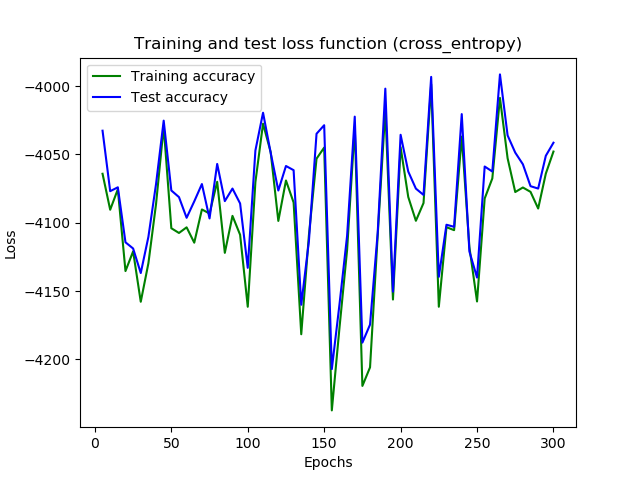 Training and test loss function (cross_entropy)
Training accuracy
Test accuracy
−4000
−4050
−4100
−4150
−4200
Loss
0 50 100 150 200 250 300
Epochs